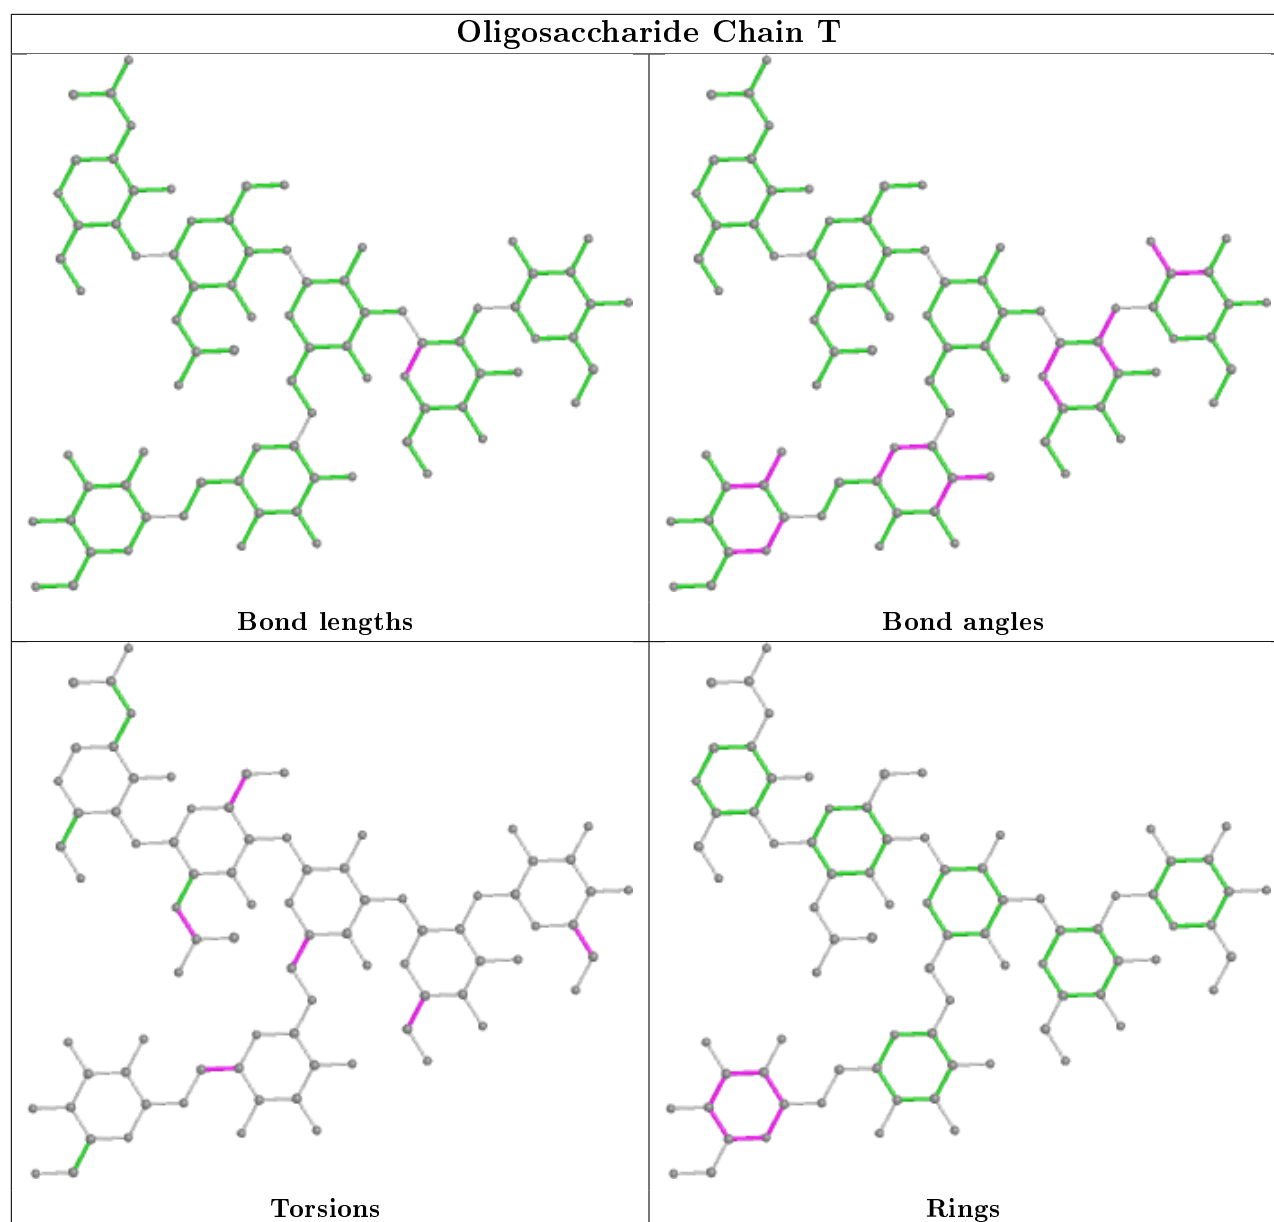 Oligosaccharide Chain T
Bond lengths
Bond angles
Torsions
Rings